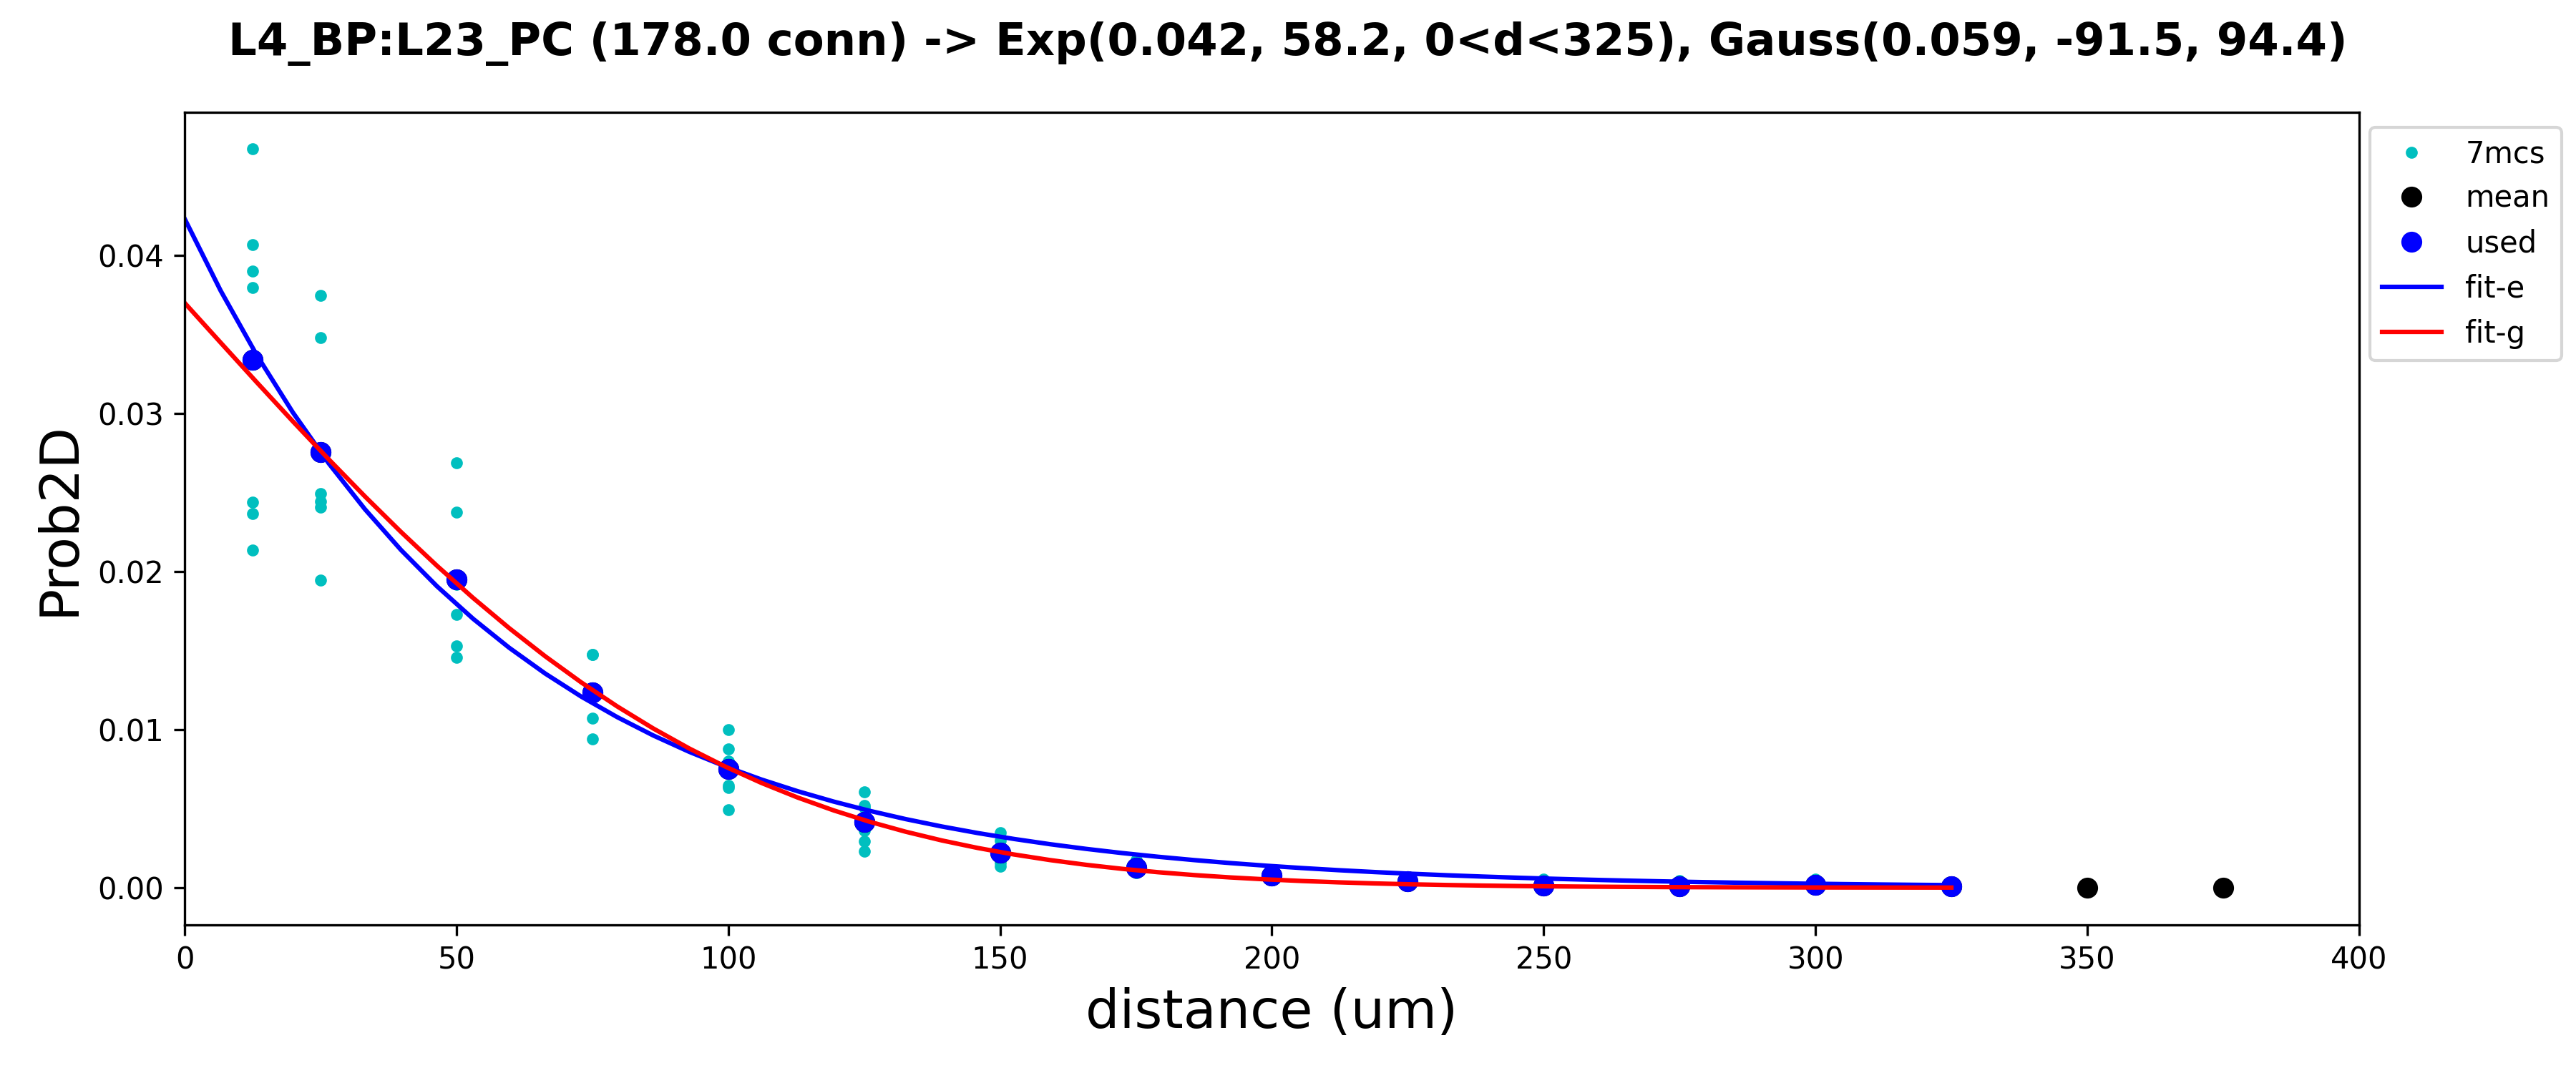 L4_BP:L23_PC (178.0 conn) -> Exp(0.042, 58.2, 0<d<325), Gauss(0.059, -91.5, 94.4)
7mcs
mean
used
fit-e
fit-g
Prob2D
0.04
0.03
0.02
0.01
0.00
0 50 100 150 200 250 300 350 400
distance (um)